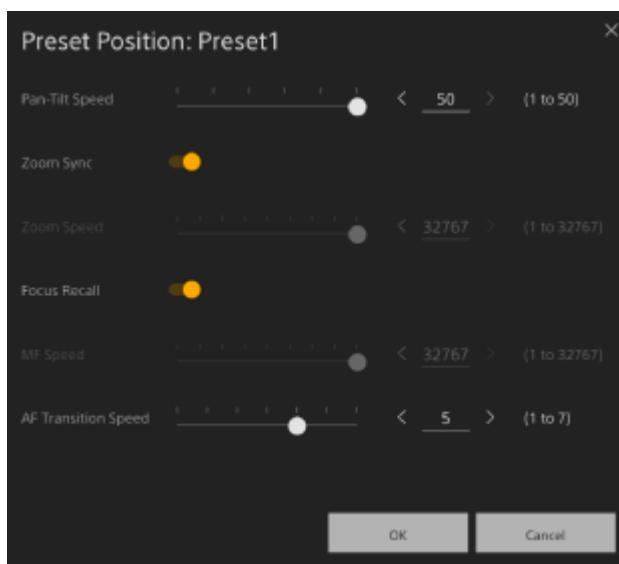 Preset Position: Preset1
Pan-Tilt Speed 50 (1 to 50)
Zoom Sync
Zoom Speed 32767 (1 to 32767)
Focus Recall
MF Speed 32767 (1 to 32767)
AF Transition Speed 5 (1 to 7)
OK Cancel